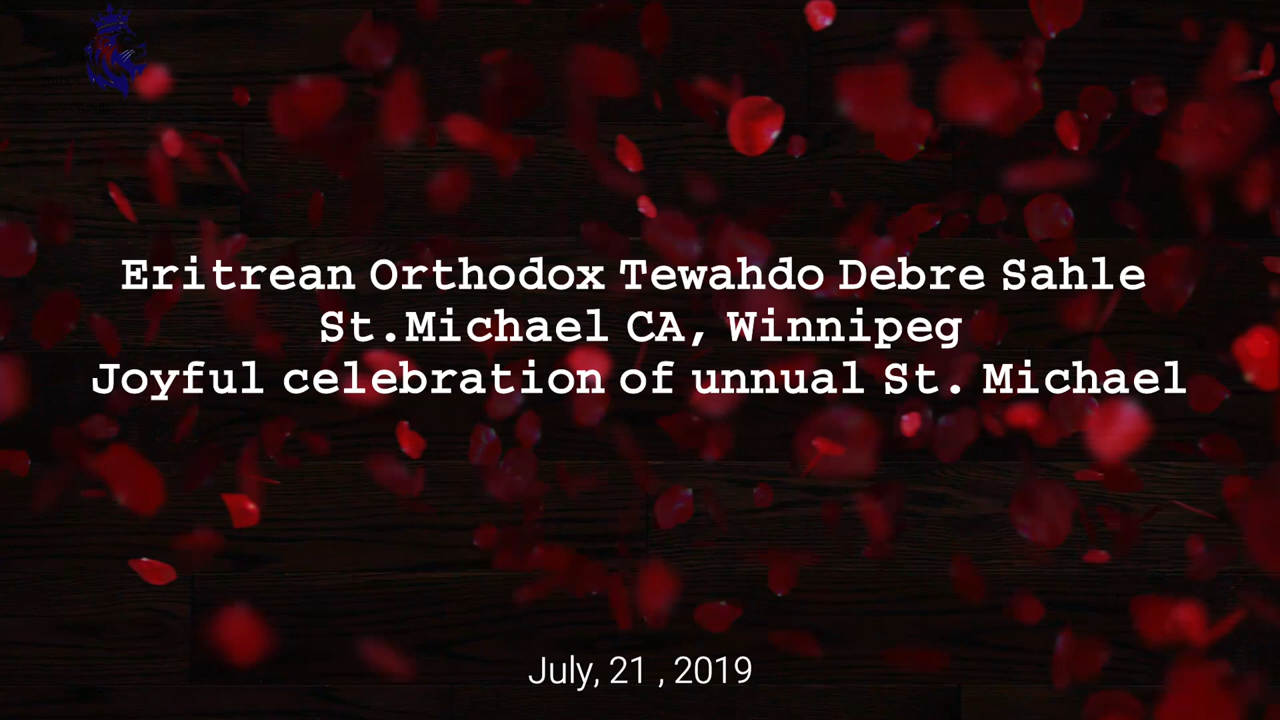 Eritrean Orthodox Tewahdo Debre Sahle
St.Michael CA, Winnipeg
Joyful celebration of unnual St. Michael
July, 21 , 2019